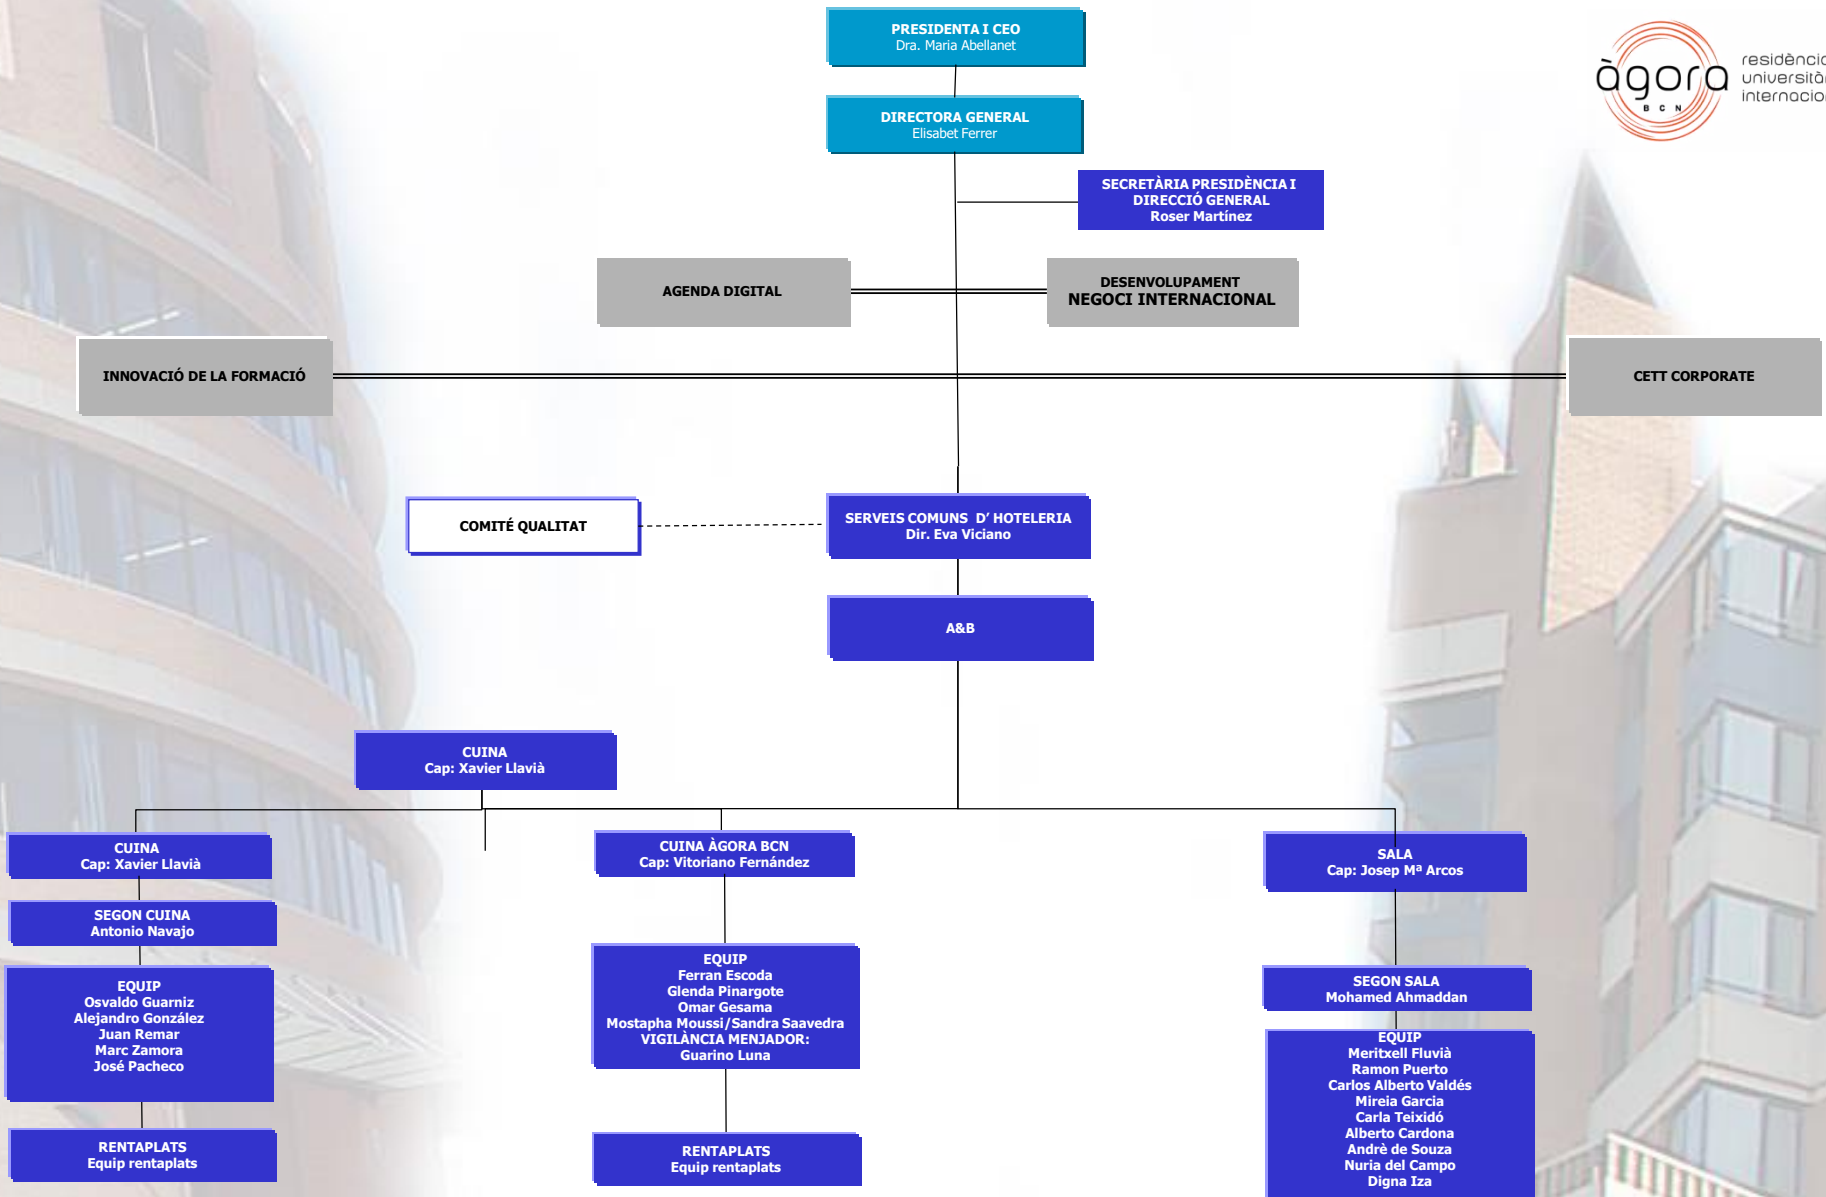 PRESIDENTA I CEO
Dra. Maria Abellanet
àgora
BCN
residència
internacio
DIRECTORA GENERAL
Elisabet Ferrer
SECRETÀRIA PRESIDÈNCIA I
DIRECCIÓ GENERAL
Roser Martínez
AGENDA DIGITAL
DESENVOLUPAMENT
NEGOCI INTERNACIONAL
INNOVACIÓ DE LA FORMACIÓ
CETT CORPORATE
COMITÉ QUALITAT
SERVEIS COMUNS D' HOTELERIA
Dir. Eva Viciano
A&B
CUINA
Cap: Xavier Llavià
CUINA
Cap: Xavier Llavià
SEGON CUINA
Antonio Navajo
EQUIP
Osvaldo Guarniz
Alejandro González
Juan Remar
Marc Zamora
José Pacheco
RENTAPLATS
Equip rentaplats
CUINA ÀGORA BCN
Cap: Vitoriano Fernández
EQUIP
Ferran Escoda
Glenda Pinargote
Omar Gesama
Mostapha Moussi/Sandra Saavedra
VIGILÀNCIA MENJADOR:
Guarino Luna
RENTAPLATS
Equip rentaplats
SALA
Cap: Josep Mª Arcos
SEGON SALA
Mohamed Ahmaddan
EQUIP
Meritxell Fluvià
Ramon Puerto
Carlos Alberto Valdés
Mireia Garcia
Carla Teixidó
Alberto Cardona
Andrè de Souza
Nuria del Campo
Digna Iza